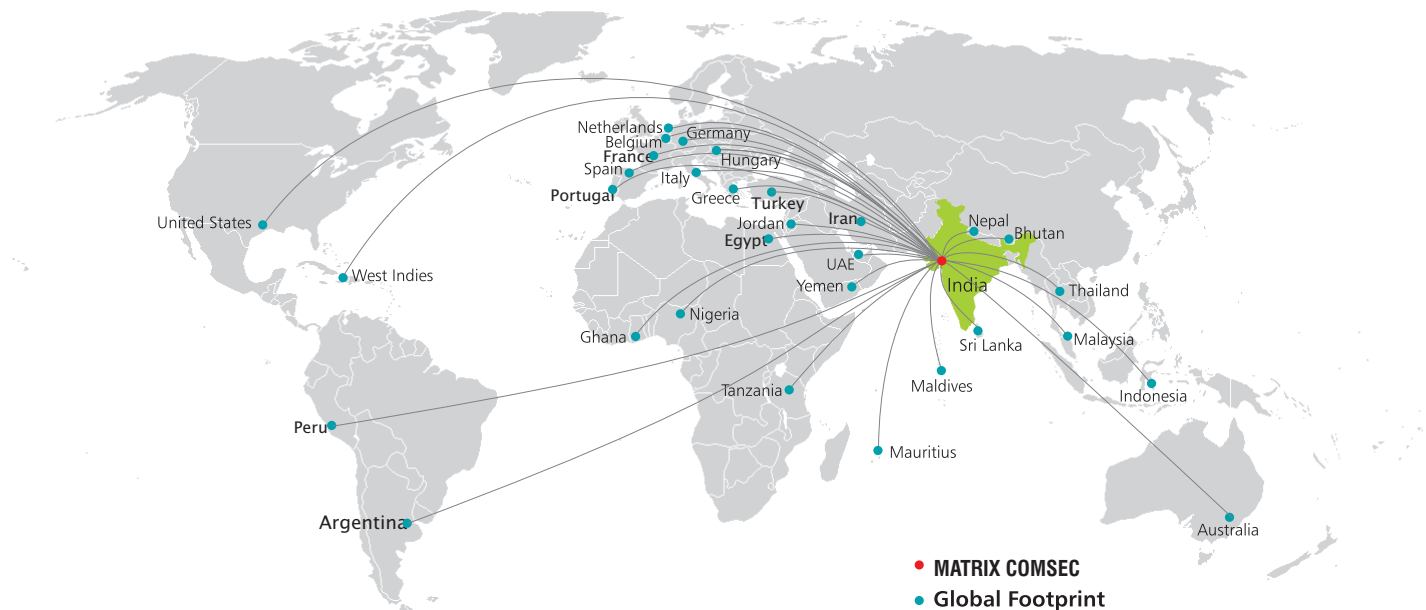 Netherlands
Germany
Belgium
France
Hungary
Spain
Italy
Portugal
Greece
Turkey
United States
Jordan
Iran
Nepal
Egypt
Bhutan
UAE
West Indies
Yemen
India
Thailand
Nigeria
Ghana
Sri Lanka
Malaysia
Maldives
Tanzania
Indonesia
Peru
Mauritius
Argentina
Australia
MATRIX COMSEC
Global Footprint